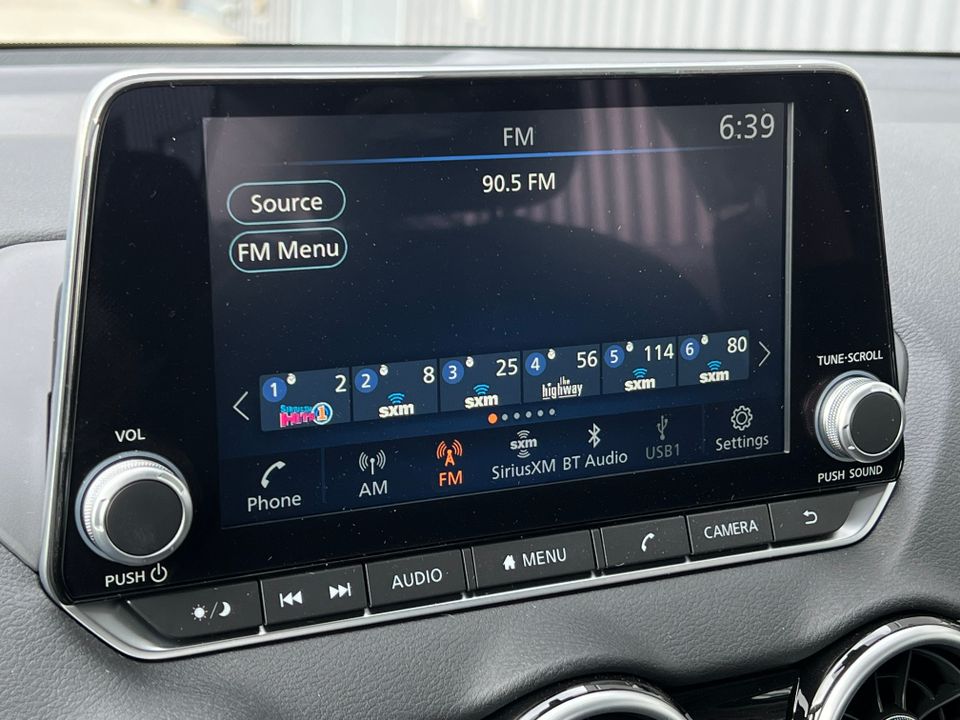 FM
6:39
90.5 FM
Source
FM Menu
1 2
2 8
sxm
3 25
sxm
4 56
the highway
5 114
sxm
6 80
sxm
Phone
AM
FM
sxm
SiriusXM
BT Audio
USB1
Settings
VOL
PUSH
TUNE·SCROLL
PUSH SOUND
AUDIO
MENU
CAMERA